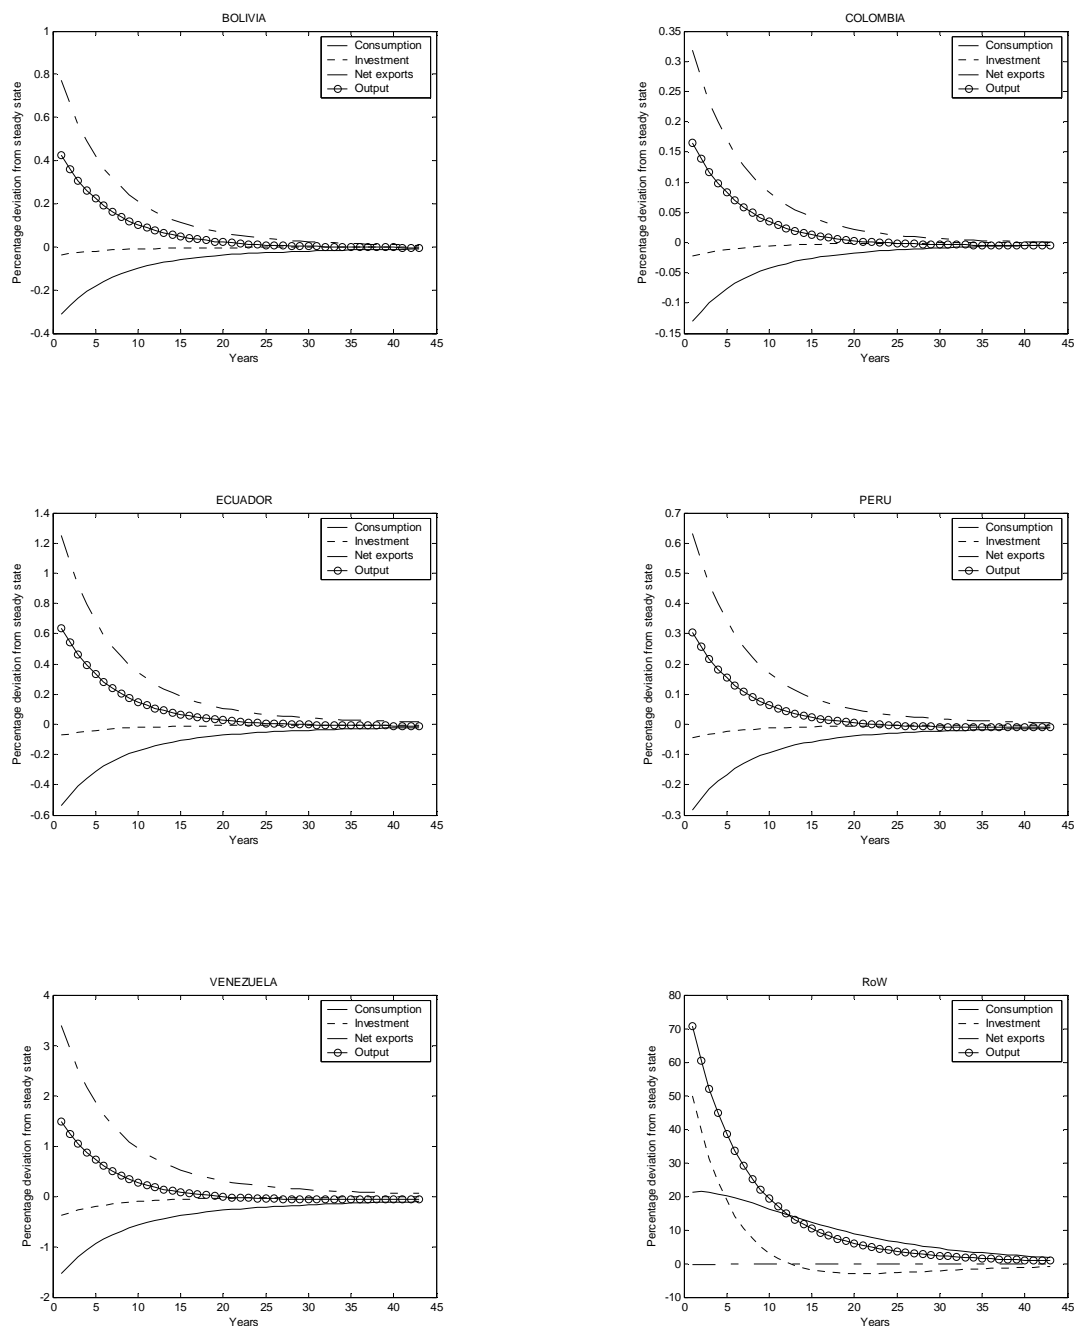 BOLIVIA
1
0.8
0.6
0.4
0.2
0
-0.2
-0.4
0 5 10 15 20 25 30 35 40 45
Years
Percentage deviation from steady state
Consumption
Investment
Net exports
Output
COLOMBIA
0.35
0.3
0.25
0.2
0.15
0.1
0.05
0
-0.05
-0.1
-0.15
0 5 10 15 20 25 30 35 40 45
Years
Percentage deviation from steady state
Consumption
Investment
Net exports
Output
ECUADOR
1.4
1.2
1
0.8
0.6
0.4
0.2
0
-0.2
-0.4
-0.6
0 5 10 15 20 25 30 35 40 45
Years
Percentage deviation from steady state
Consumption
Investment
Net exports
Output
PERU
0.7
0.6
0.5
0.4
0.3
0.2
0.1
0
-0.1
-0.2
-0.3
0 5 10 15 20 25 30 35 40 45
Years
Percentage deviation from steady state
Consumption
Investment
Net exports
Output
VENEZUELA
4
3
2
1
0
-1
-2
0 5 10 15 20 25 30 35 40 45
Years
Percentage deviation from steady state
Consumption
Investment
Net exports
Output
RoW
80
70
60
50
40
30
20
10
0
-10
0 5 10 15 20 25 30 35 40 45
Years
Percentage deviation from steady state
Consumption
Investment
Net exports
Output